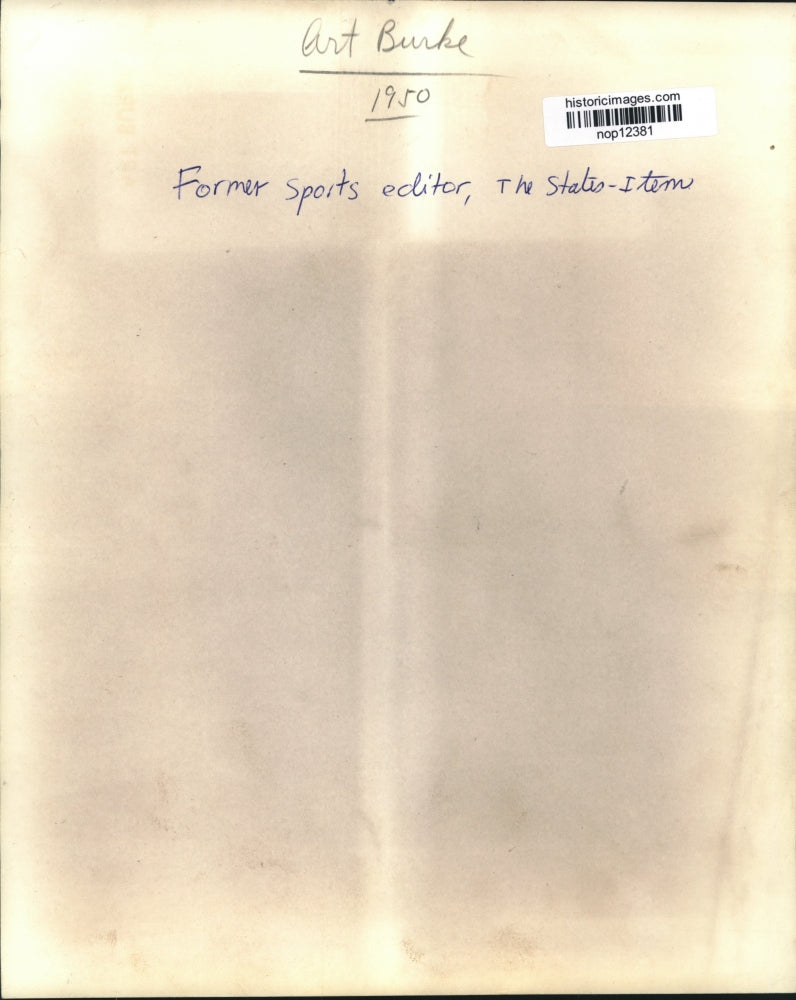 Art Burke
1950
historicimages.com
nop12381
Former Sports editor, The States-Item